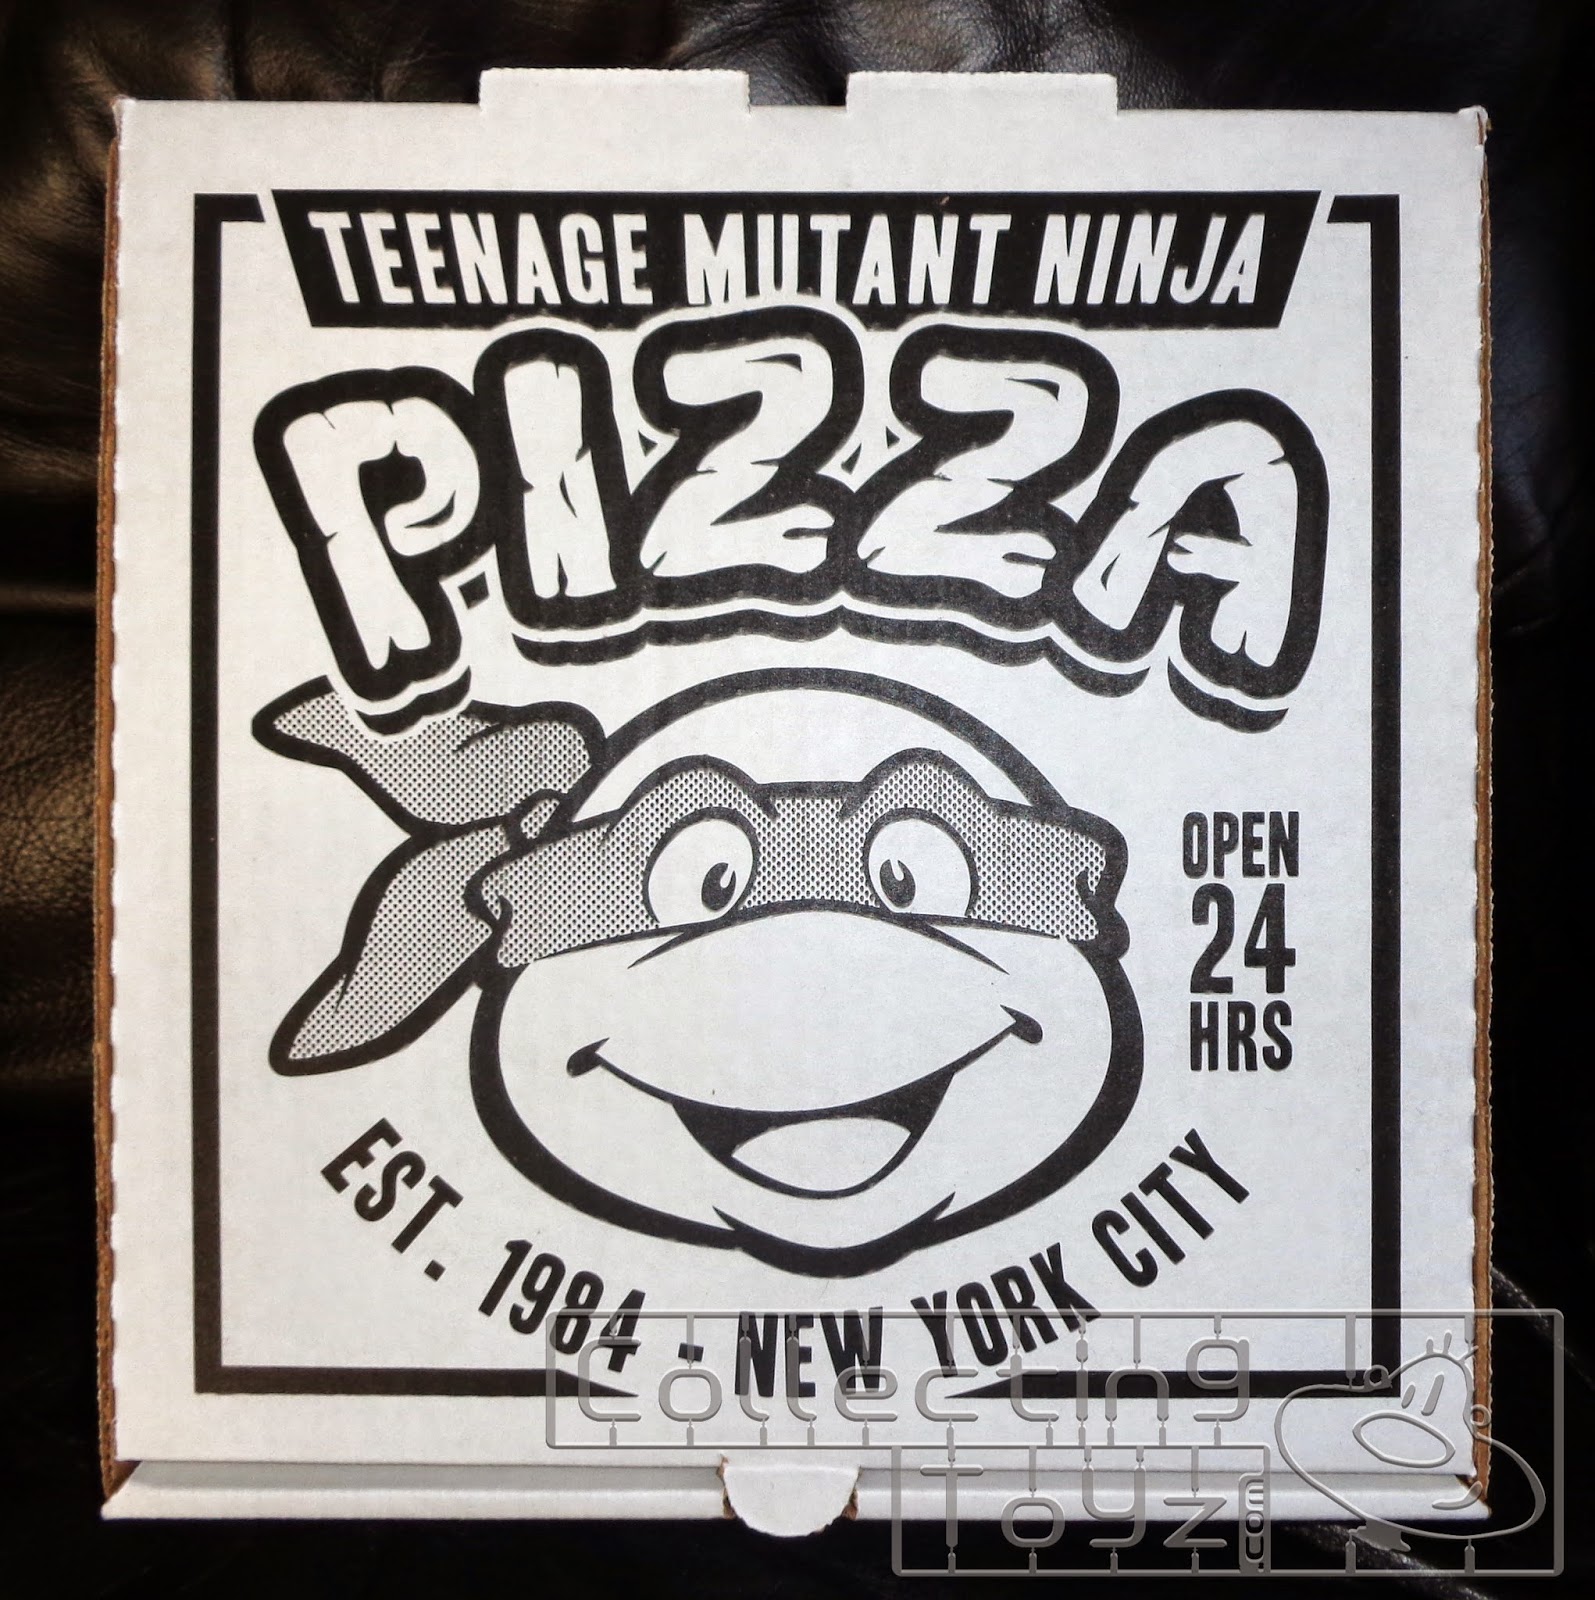 TEENAGE MUTANT NINJA
PIZZA
OPEN
24
HRS
EST. 1984 - NEW YORK CITY
Collecting
Toyz.com